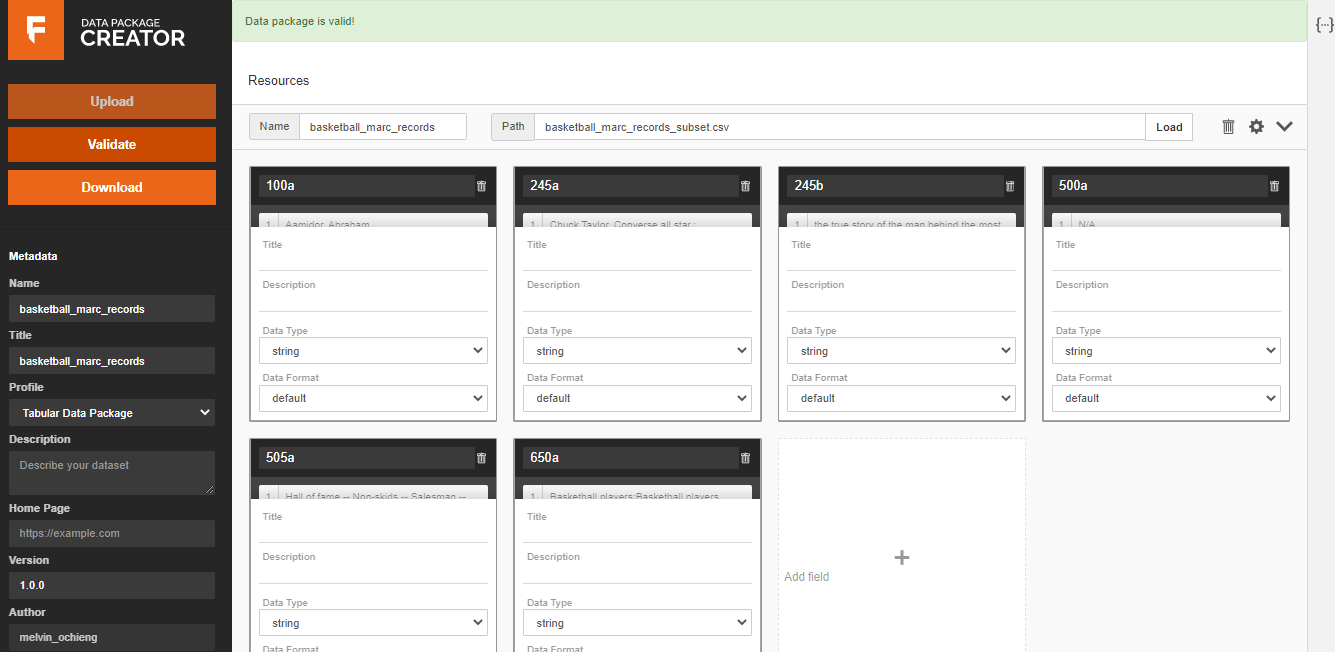 DATA PACKAGE
CREATOR
Upload
Validate
Download
Metadata
Name
basketball_marc_records
Title
basketball_marc_records
Profile
Tabular Data Package
Description
Describe your dataset
Home Page
https://example.com
Version
1.0.0
Author
melvin_ochieng
Data package is valid!
{···}
Resources
Name basketball_marc_records Path basketball_marc_records_subset.csv Load
100a 245a 245b 500a
1 Aamidor, Abraham. 1 Chuck Taylor, Converse all star : 1 the true story of the man behind the most 1 N/A
Title Title Title Title
Description Description Description Description
Data Type Data Type Data Type Data Type
string string string string
Data Format Data Format Data Format Data Format
default default default default
505a 650a
1 Hall of fame -- Non-skids -- Salesman -- 1 Basketball players;Basketball players
Title Title
Description Description
Add field
Data Type Data Type
string string
Data Format Data Format